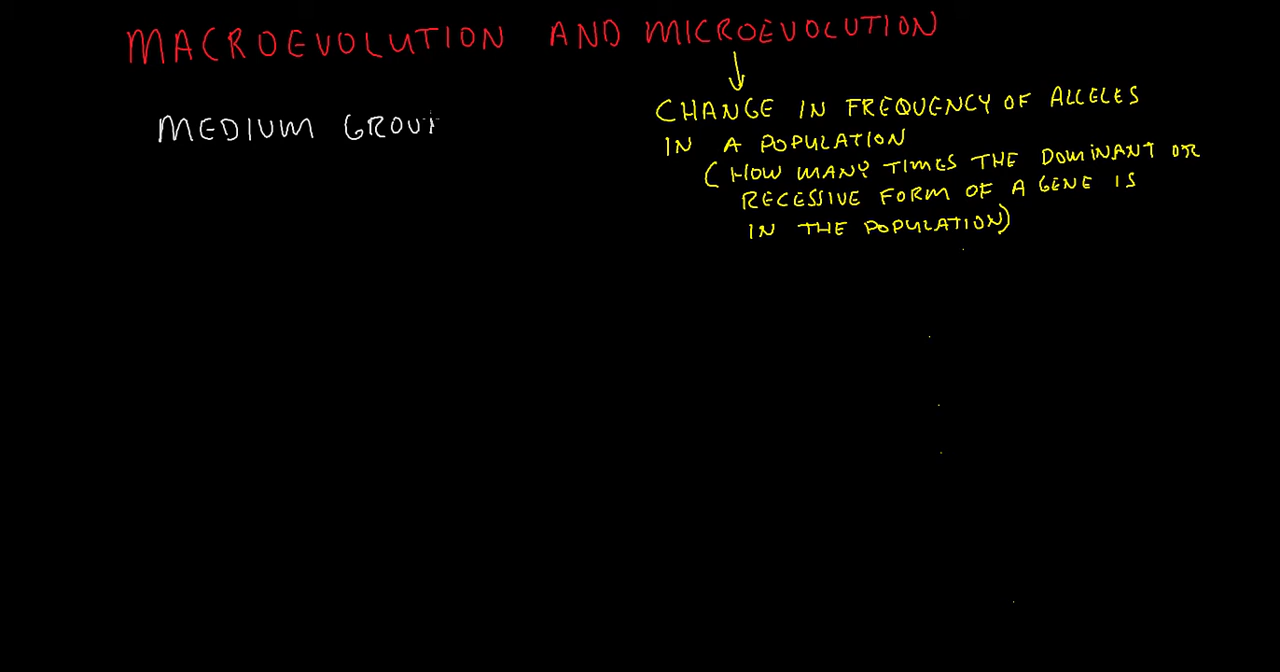 MACROEVOLUTION AND MICROEVOLUTION
CHANGE IN FREQUENCY OF ALLELES
IN A POPULATION
(HOW MANY TIMES THE DOMINANT OR
RECESSIVE FORM OF A GENE IS
IN THE POPULATION)
MEDIUM